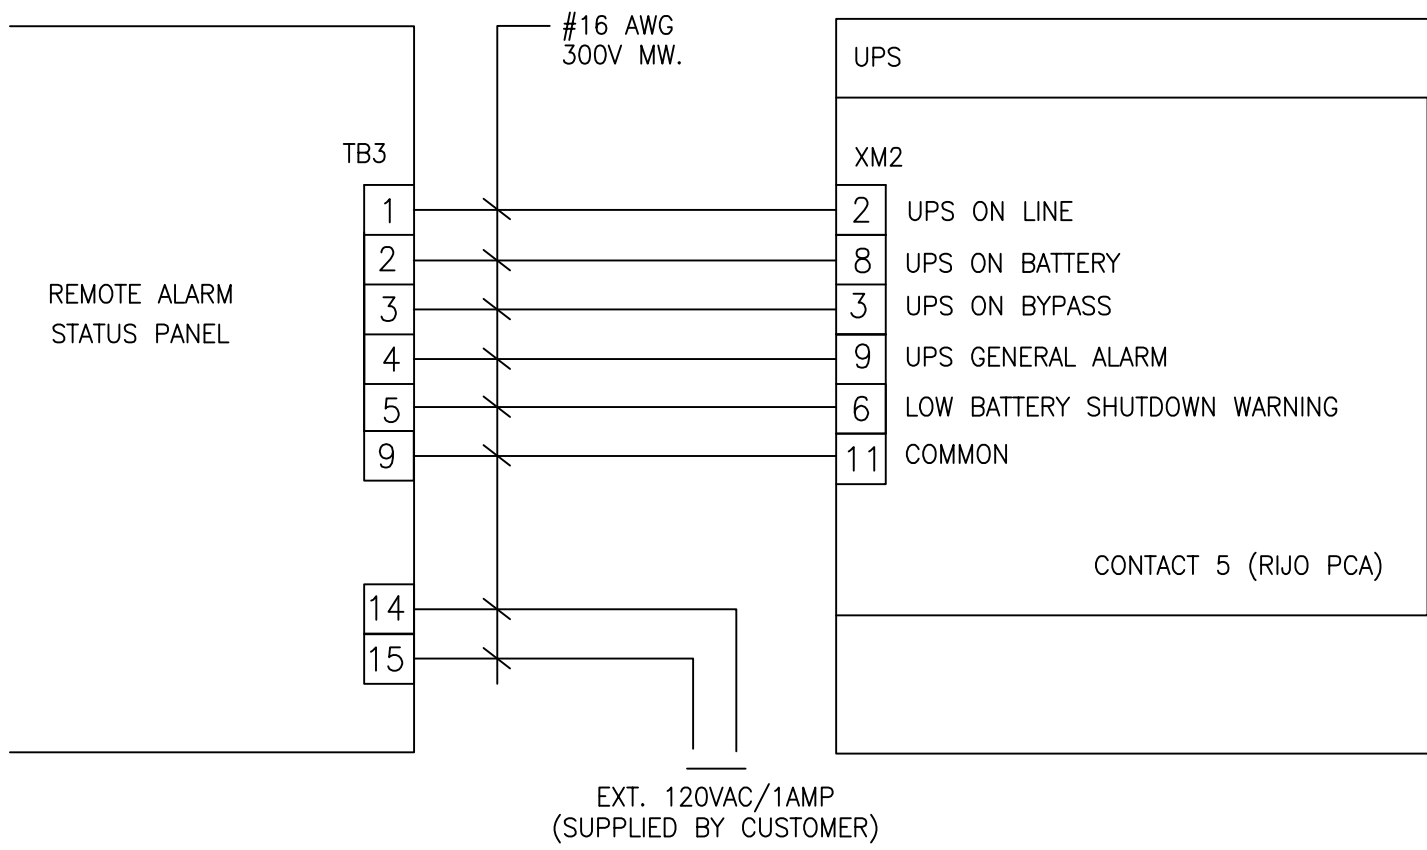 #16 AWG
300V MW.
UPS
TB3
XM2
1
2
UPS ON LINE
2
8
UPS ON BATTERY
REMOTE ALARM
STATUS PANEL
3
3
UPS ON BYPASS
4
9
UPS GENERAL ALARM
5
6
LOW BATTERY SHUTDOWN WARNING
9
11
COMMON
CONTACT 5 (RIJO PCA)
14
15
EXT. 120VAC/1AMP
(SUPPLIED BY CUSTOMER)